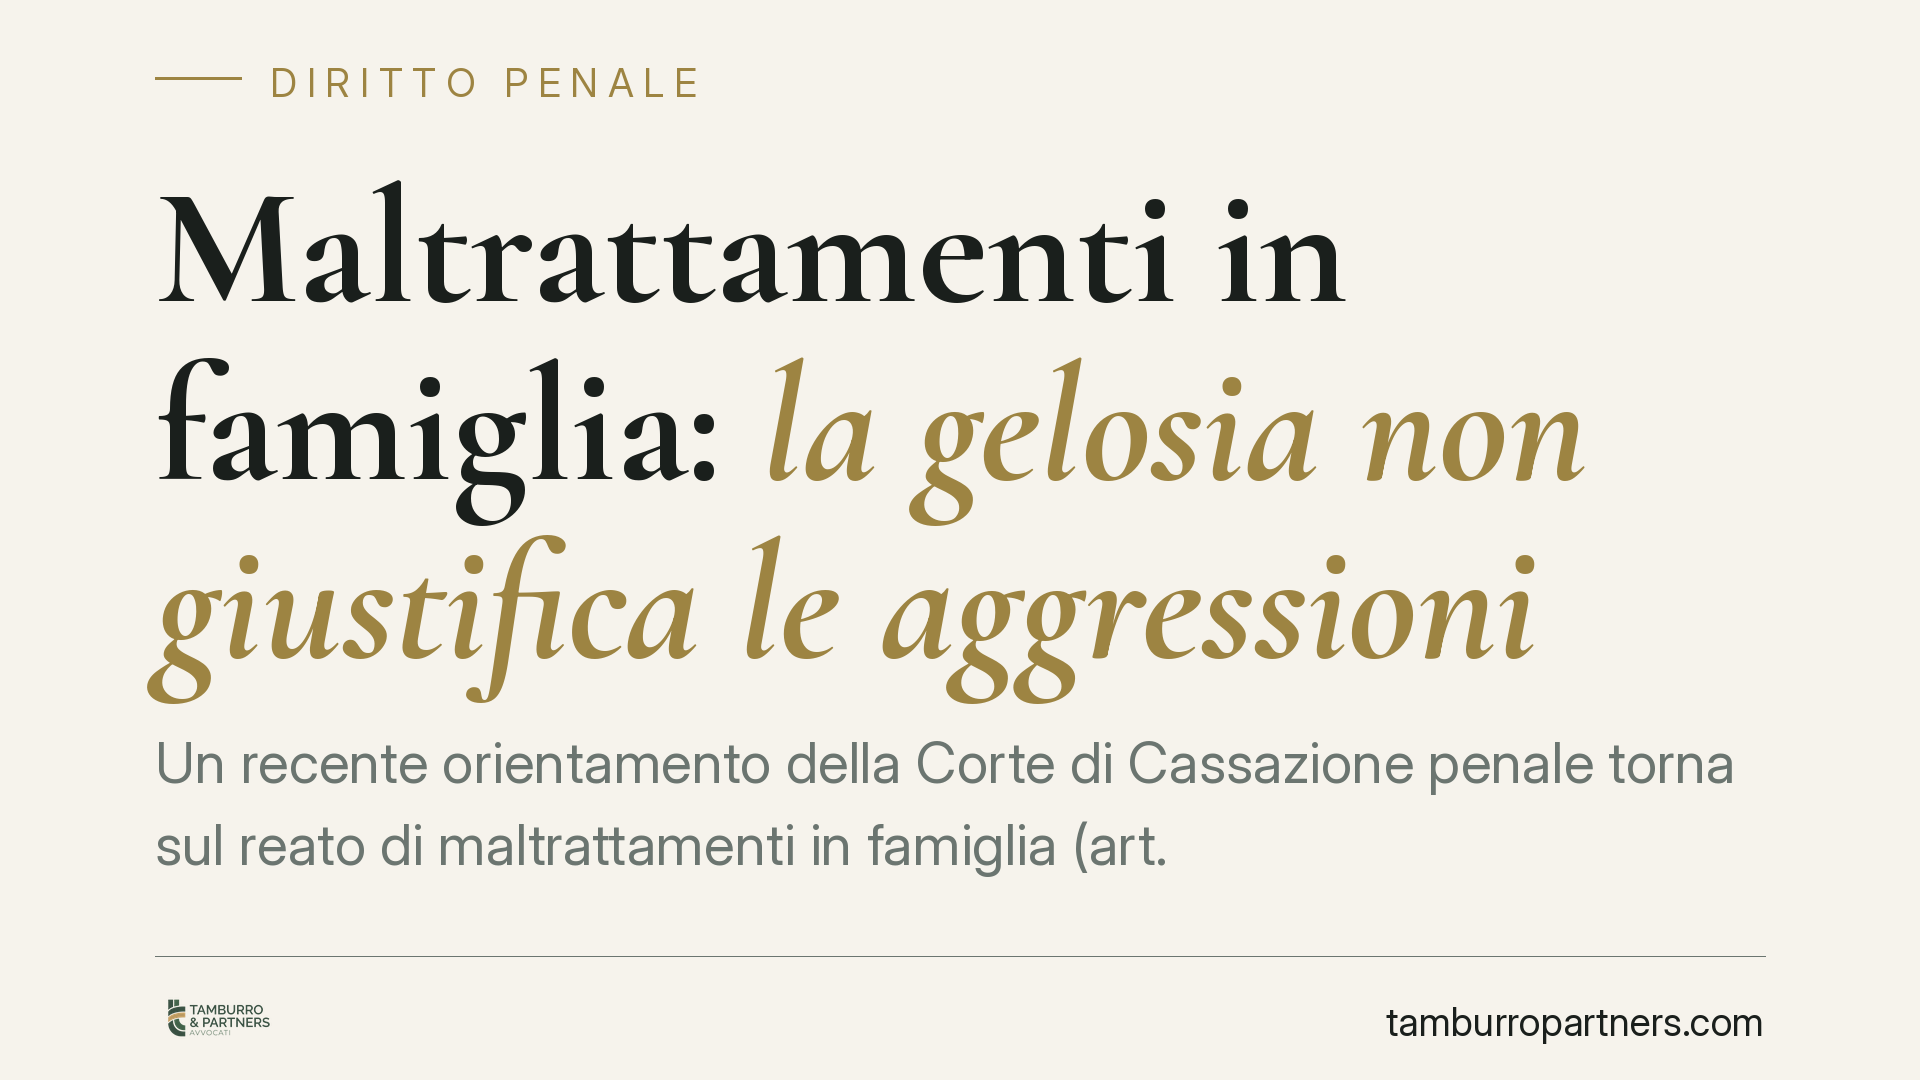 DIRITTO PENALE
Maltrattamenti in
famiglia: la gelosia non
giustifica le aggressioni
Un recente orientamento della Corte di Cassazione penale torna
sul reato di maltrattamenti in famiglia (art.
TAMBURRO
& PARTNERS
AVVOCATI
tamburropartners.com